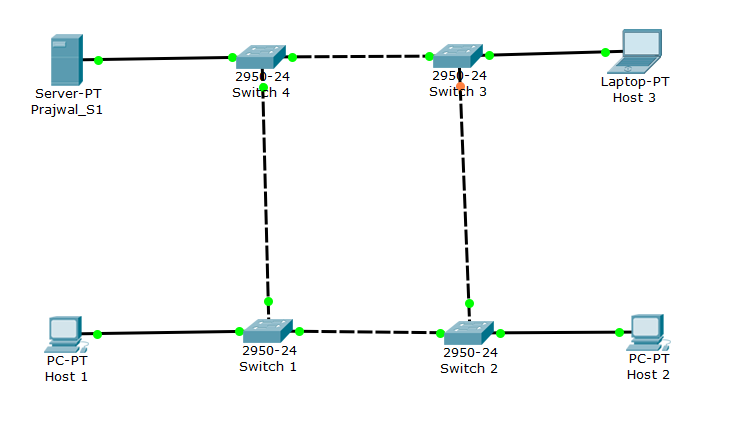 Server-PT
Prajwal_S1
2950-24
Switch 4
2950-24
Switch 3
Laptop-PT
Host 3
PC-PT
Host 1
2950-24
Switch 1
2950-24
Switch 2
PC-PT
Host 2